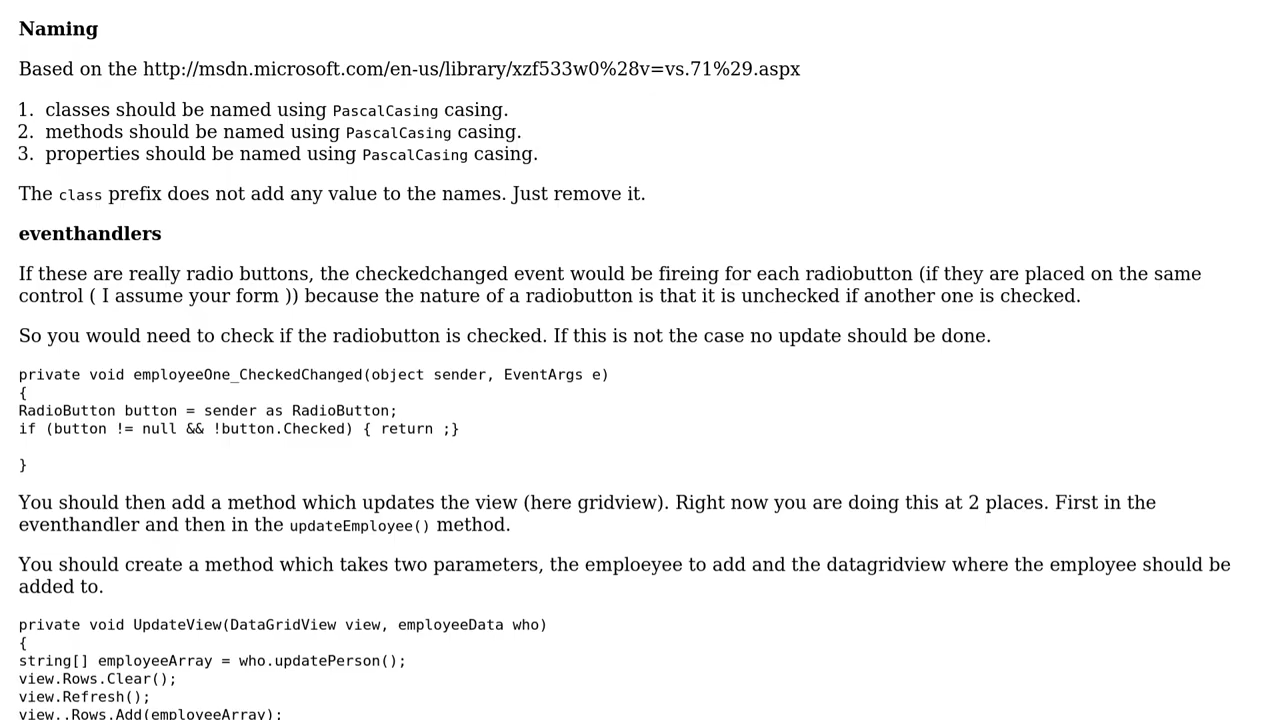 Naming
Based on the http://msdn.microsoft.com/en-us/library/xzf533w0%28v=vs.71%29.aspx
1. classes should be named using PascalCasing casing.
2. methods should be named using PascalCasing casing.
3. properties should be named using PascalCasing casing.
The class prefix does not add any value to the names. Just remove it.
eventhandlers
If these are really radio buttons, the checkedchanged event would be fireing for each radiobutton (if they are placed on the same
control ( I assume your form )) because the nature of a radiobutton is that it is unchecked if another one is checked.
So you would need to check if the radiobutton is checked. If this is not the case no update should be done.
private void employeeOne_CheckedChanged(object sender, EventArgs e)
{
RadioButton button = sender as RadioButton;
if (button != null && !button.Checked) { return ;}
}
You should then add a method which updates the view (here gridview). Right now you are doing this at 2 places. First in the
eventhandler and then in the updateEmployee() method.
You should create a method which takes two parameters, the emploeyee to add and the datagridview where the employee should be
added to.
private void UpdateView(DataGridView view, employeeData who)
{
string[] employeeArray = who.updatePerson();
view.Rows.Clear();
view.Refresh();
view..Rows.Add(employeeArray);